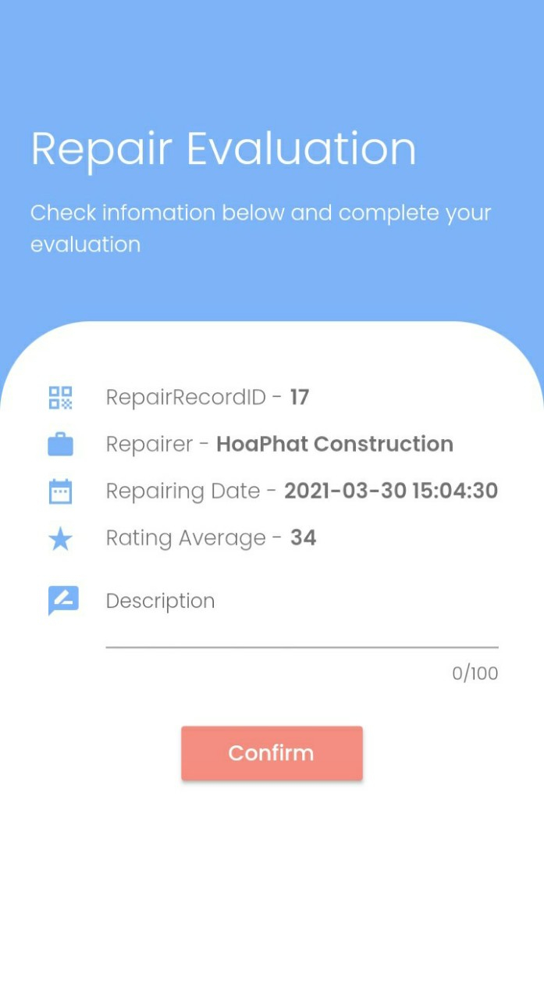 Repair Evaluation
Check infomation below and complete your
evaluation
RepairRecordID - 17
Repairer - HoaPhat Construction
Repairing Date - 2021-03-30 15:04:30
Rating Average - 34
Description
0/100
Confirm